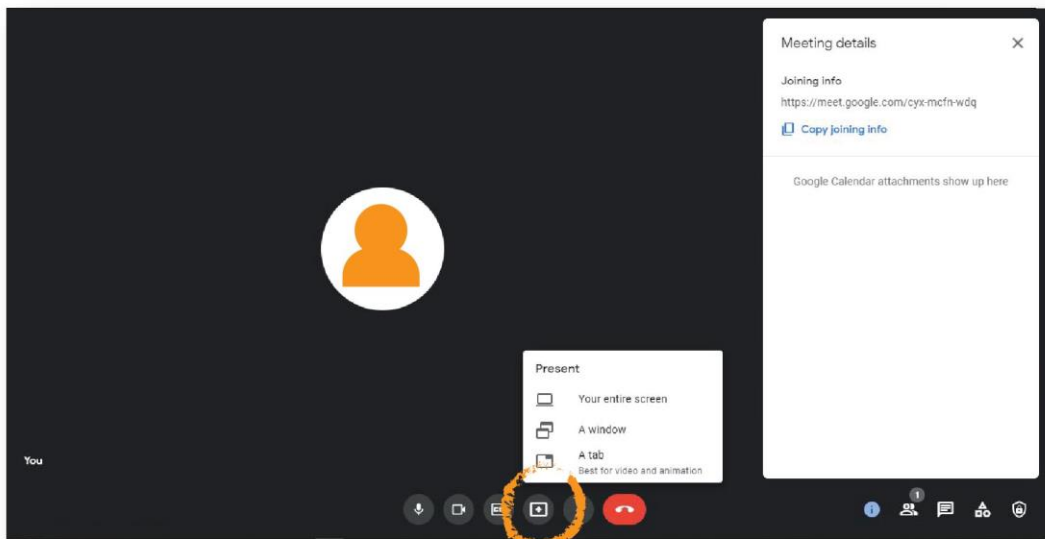 Meeting details
Joining info
https://meet.google.com/cyx-mcfn-wdq
Copy joining info
Google Calendar attachments show up here
Present
Your entire screen
A window
A tab
Best for video and animation
You
1